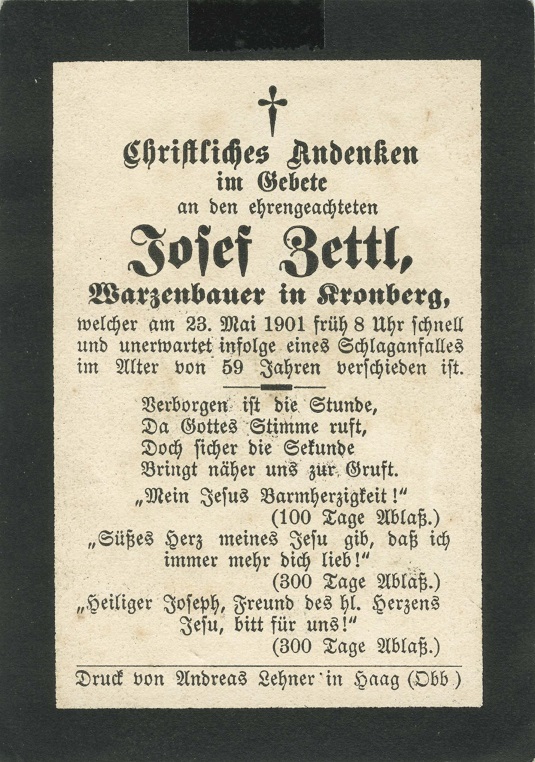 Christliches Andenken
im Gebete
an den ehrengeachteten
Josef Zettl,
Warzenbauer in Kronberg,
welcher am 23. Mai 1901 früh 8 Uhr schnell
und unerwartet infolge eines Schlaganfalles
im Alter von 59 Jahren verschieden ist.
Verborgen ist die Stunde,
Da Gottes Stimme ruft,
Doch sicher die Sekunde
Bringt näher uns zur Gruft.
„Mein Jesus Barmherzigkeit!“
(100 Tage Ablaß.)
„Süßes Herz meines Jesu gib, daß ich
immer mehr dich lieb!“
(300 Tage Ablaß.)
„Heiliger Joseph, Freund des hl. Herzens
Jesu, bitt für uns!“
(300 Tage Ablaß.)
Druck von Andreas Lehner in Haag (Obb)